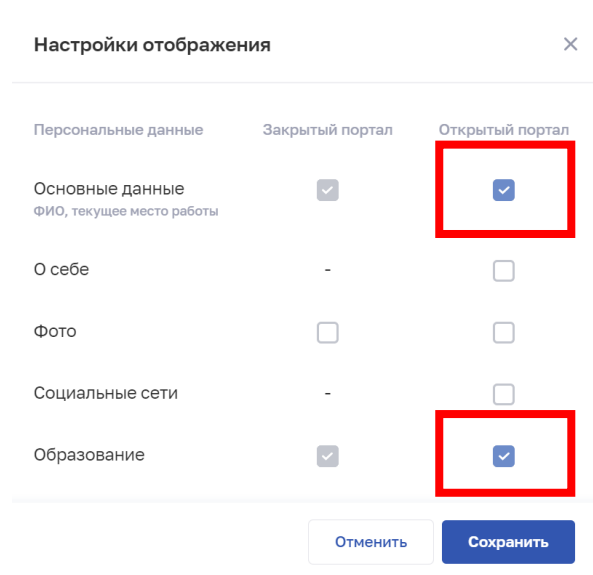 Настройки отображения
Персональные данные Закрытый портал Открытый портал
Основные данные
ФИО, текущее место работы
О себе -
Фото
Социальные сети -
Образование
Отменить Сохранить